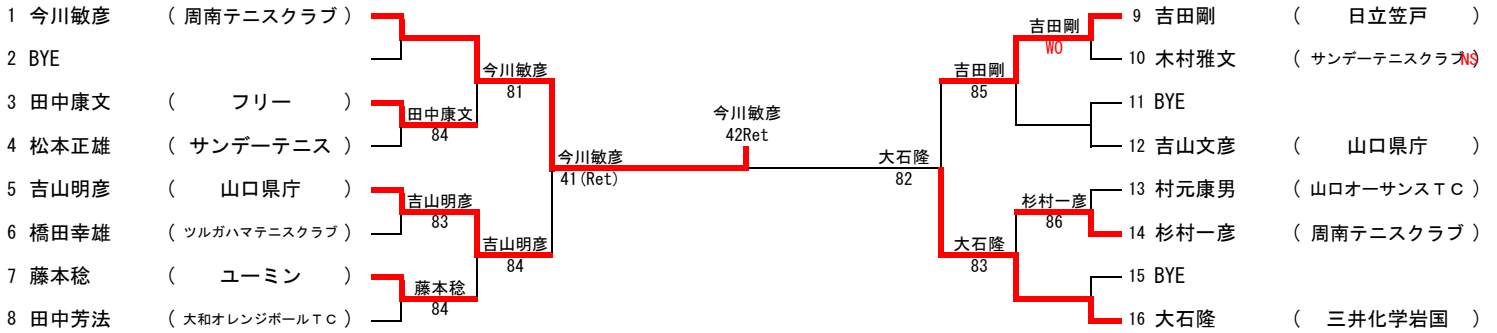 1 今川敏彦 ( 周南テニスクラブ )
2 BYE
3 田中康文 ( フリー )
4 松本正雄 ( サンデーテニス )
5 吉山明彦 ( 山口県庁 )
6 橋田幸雄 ( ツルガハマテニスクラブ )
7 藤本稔 ( ユーミン )
8 田中芳法 ( 大和オレンジボールTC )
田中康文
84
吉山明彦
83
藤本稔
84
今川敏彦
81
吉山明彦
84
今川敏彦
41(Ret)
今川敏彦
42Ret
大石隆
82
吉田剛
85
大石隆
83
吉田剛
WO
杉村一彦
86
9 吉田剛 ( 日立笠戸 )
10 木村雅文 ( サンデーテニスクラブ ) NS
11 BYE
12 吉山文彦 ( 山口県庁 )
13 村元康男 ( 山口オーサンスTC )
14 杉村一彦 ( 周南テニスクラブ )
15 BYE
16 大石隆 ( 三井化学岩国 )